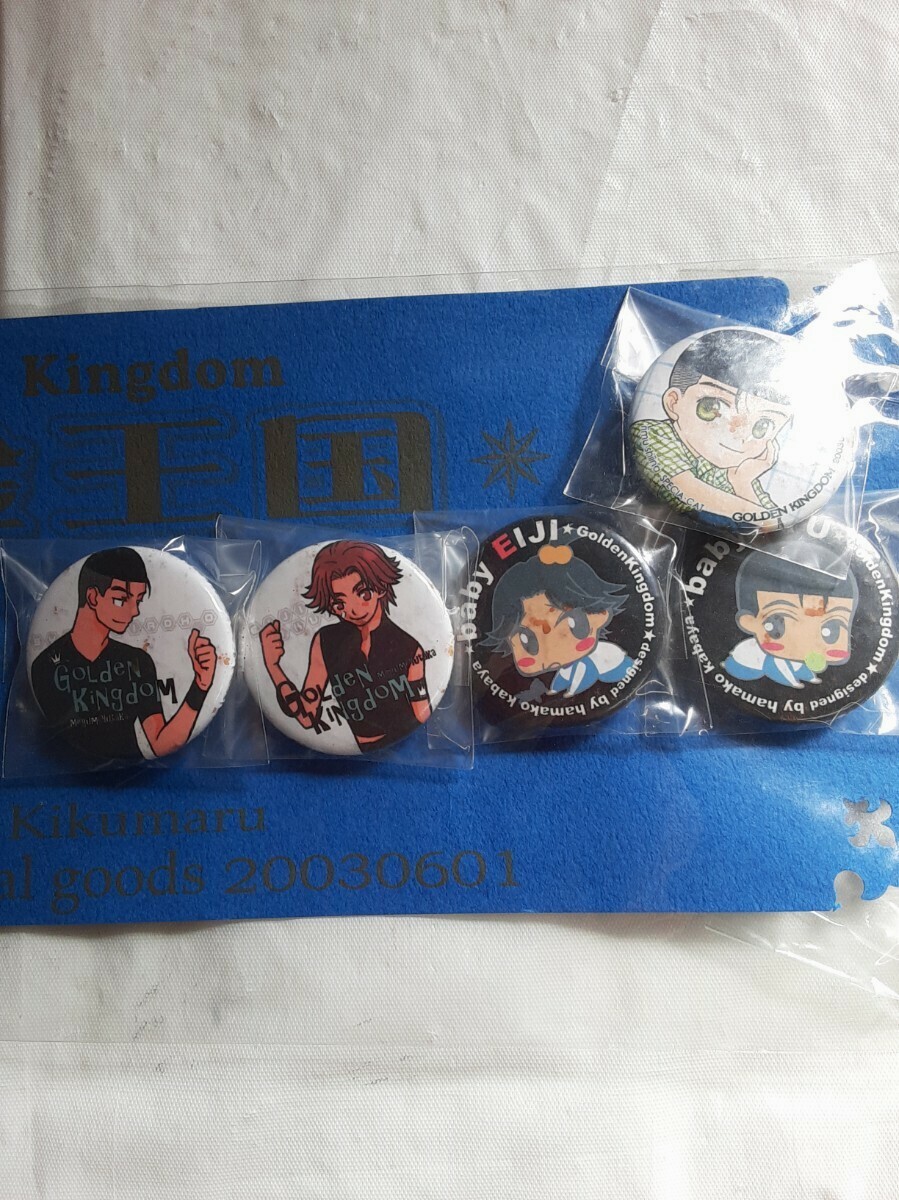 Kingdom
王国
GOLDEN KINGDOM
GOLDEN
KINGDOM
GOLDEN
KINGDOM
baby EIJI★GoldenKingdom★designed by hamako kabaya★
baby
GoldenKingdom★designed by hamako kabaya★
Kikumaru
goods 20030601